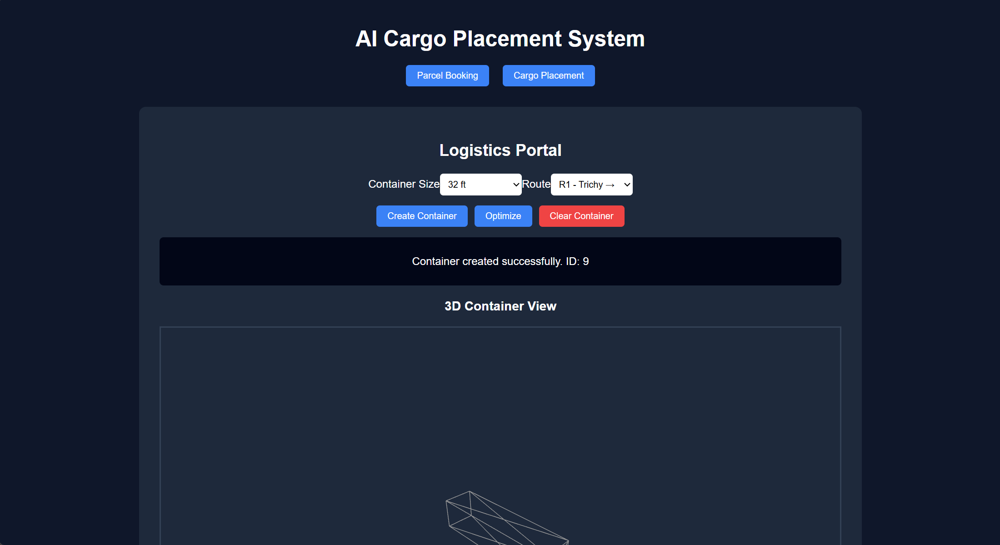 AI Cargo Placement System
Parcel Booking Cargo Placement
Logistics Portal
Container Size 32 ft Route R1 - Trichy →
Create Container Optimize Clear Container
Container created successfully. ID: 9
3D Container View